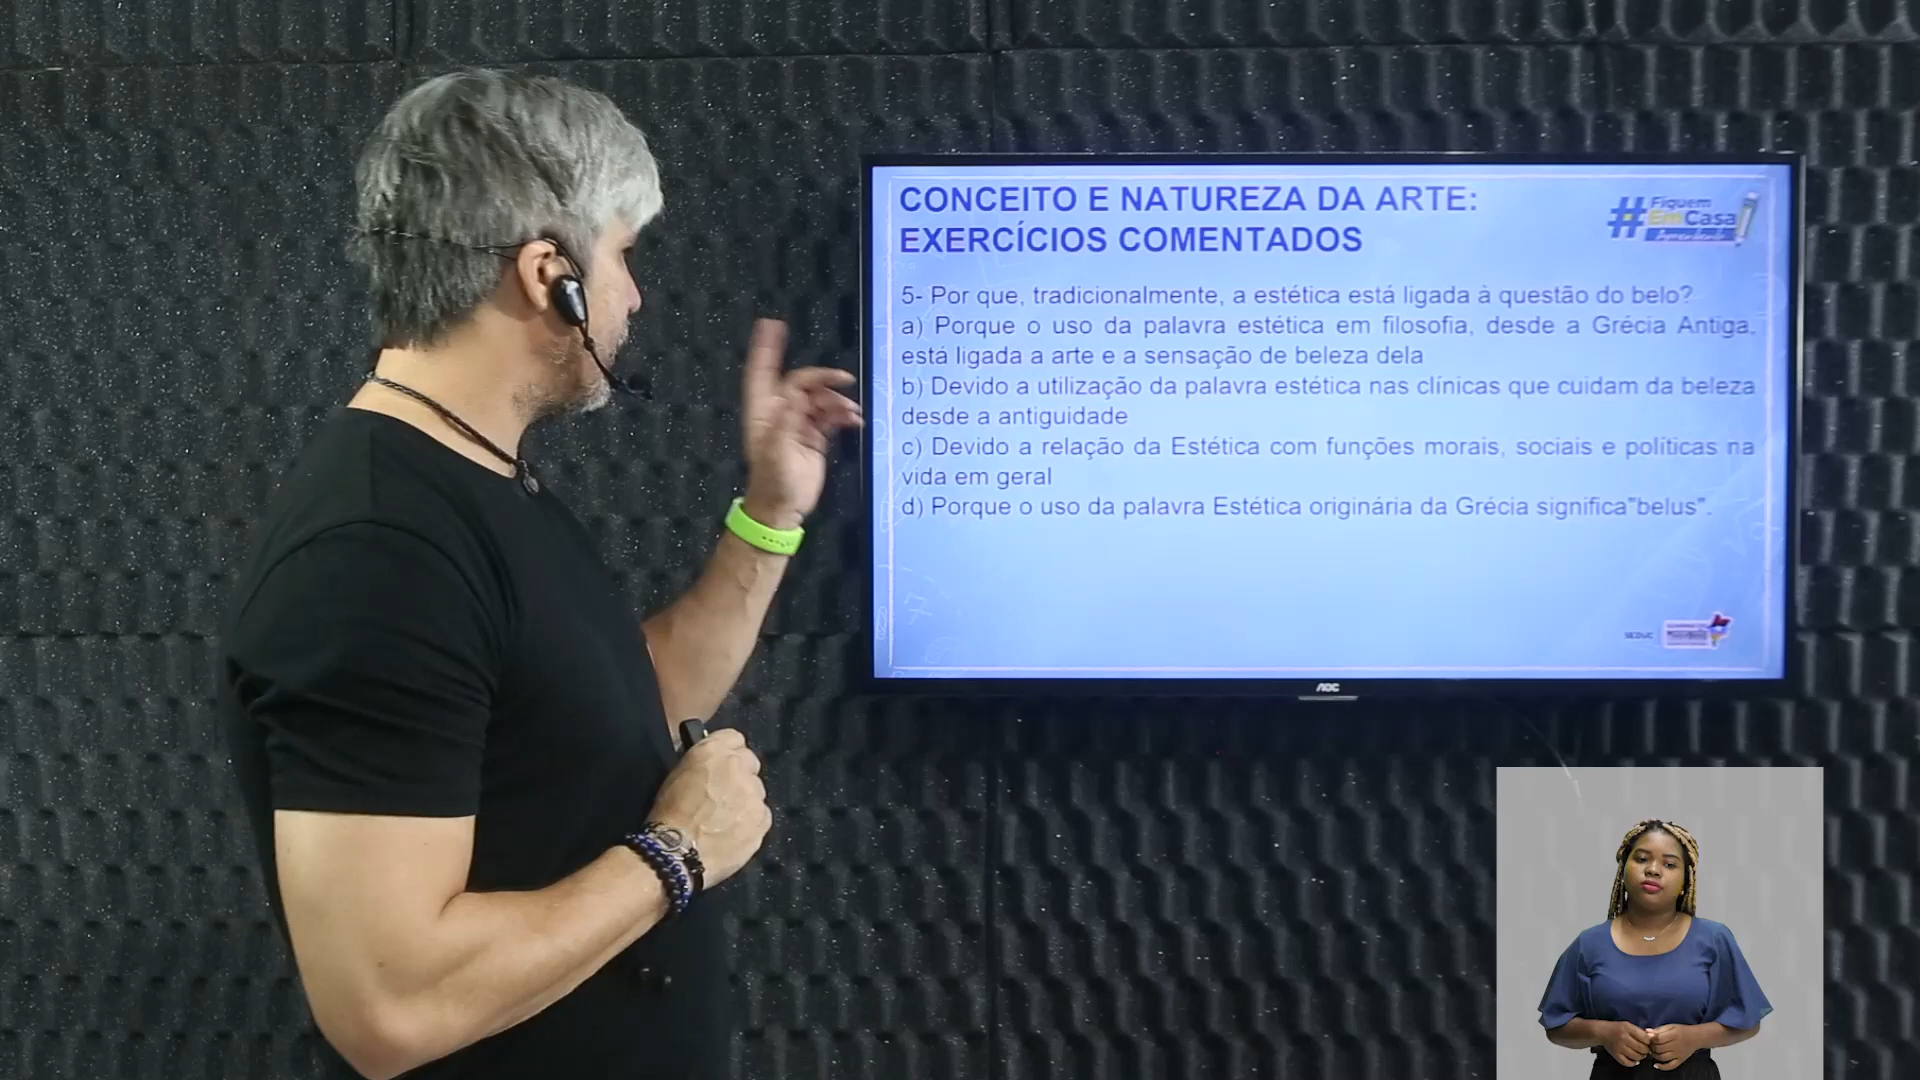 CONCEITO E NATUREZA DA ARTE:
EXERCÍCIOS COMENTADOS
#Fiquem
EmCasa
Aprendendo
5- Por que, tradicionalmente, a estética está ligada à questão do belo?
a) Porque o uso da palavra estética em filosofia, desde a Grécia Antiga,
está ligada a arte e a sensação de beleza dela
b) Devido a utilização da palavra estética nas clínicas que cuidam da beleza
desde a antiguidade
c) Devido a relação da Estética com funções morais, sociais e políticas na
vida em geral
d) Porque o uso da palavra Estética originária da Grécia significa"belus".
SEDUC
AOC